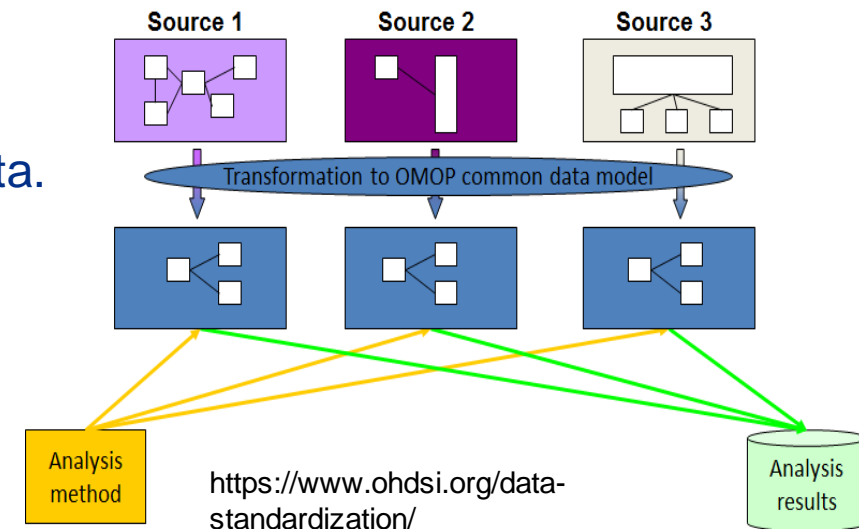 Source 1
Source 2
Source 3
ta.
Transformation to OMOP common data model
Analysis
method
https://www.ohdsi.org/data-
standardization/
Analysis
results